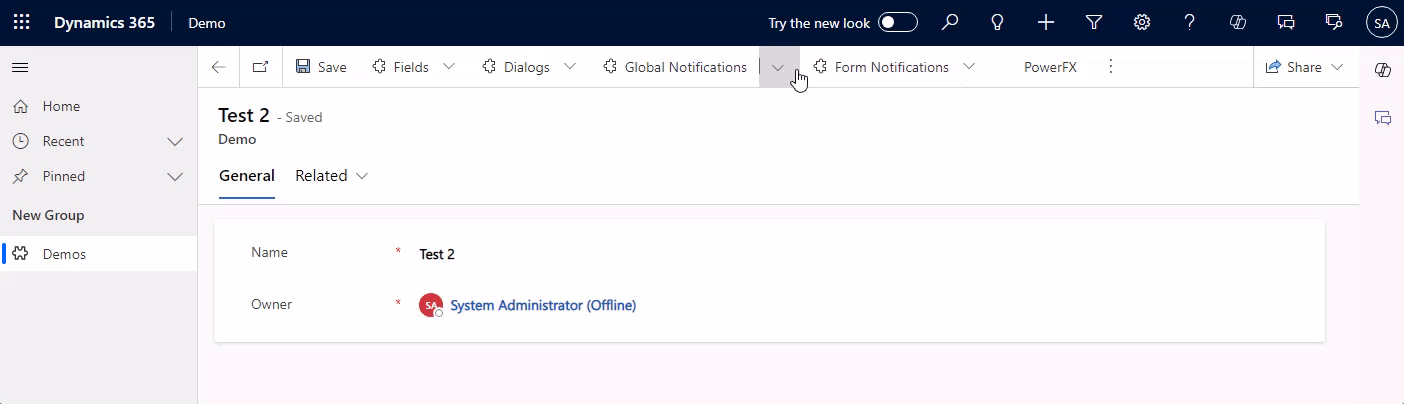 Dynamics 365 Demo Try the new look SA
Save Fields Dialogs Global Notifications Form Notifications PowerFX Share
Home
Recent
Pinned
New Group
Demos
Test 2 - Saved
Demo
General Related
Name * Test 2
Owner * SA System Administrator (Offline)